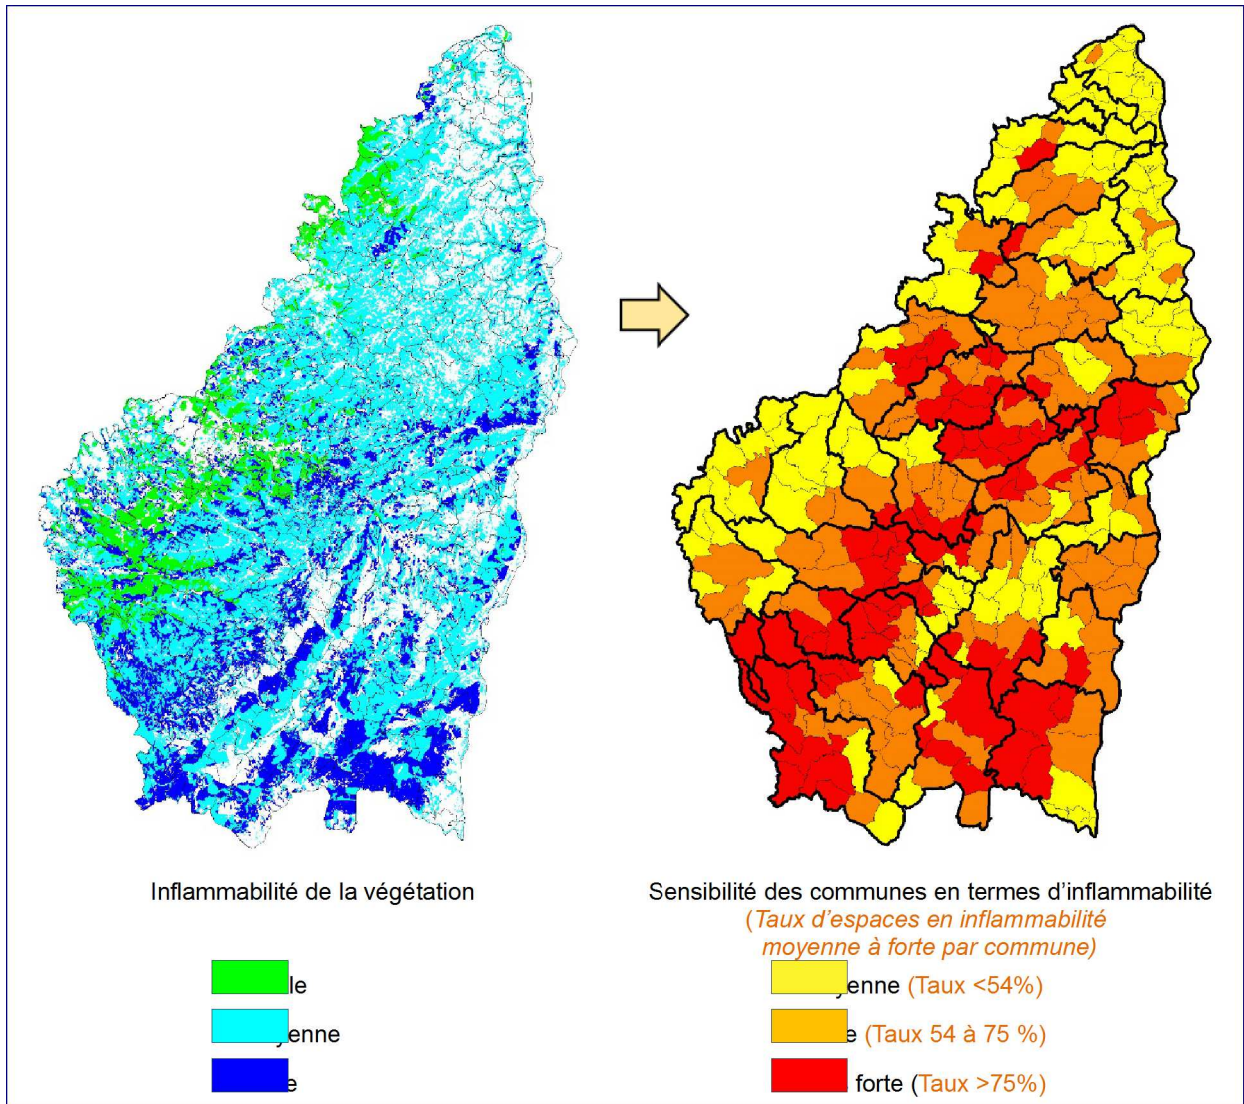 Inflammabilité de la végétation
le
yenne
e
Sensibilité des communes en termes d'inflammabilité
(Taux d'espaces en inflammabilité
moyenne à forte par commune)
yenne (Taux <54%)
e (Taux 54 à 75 %)
forte (Taux >75%)